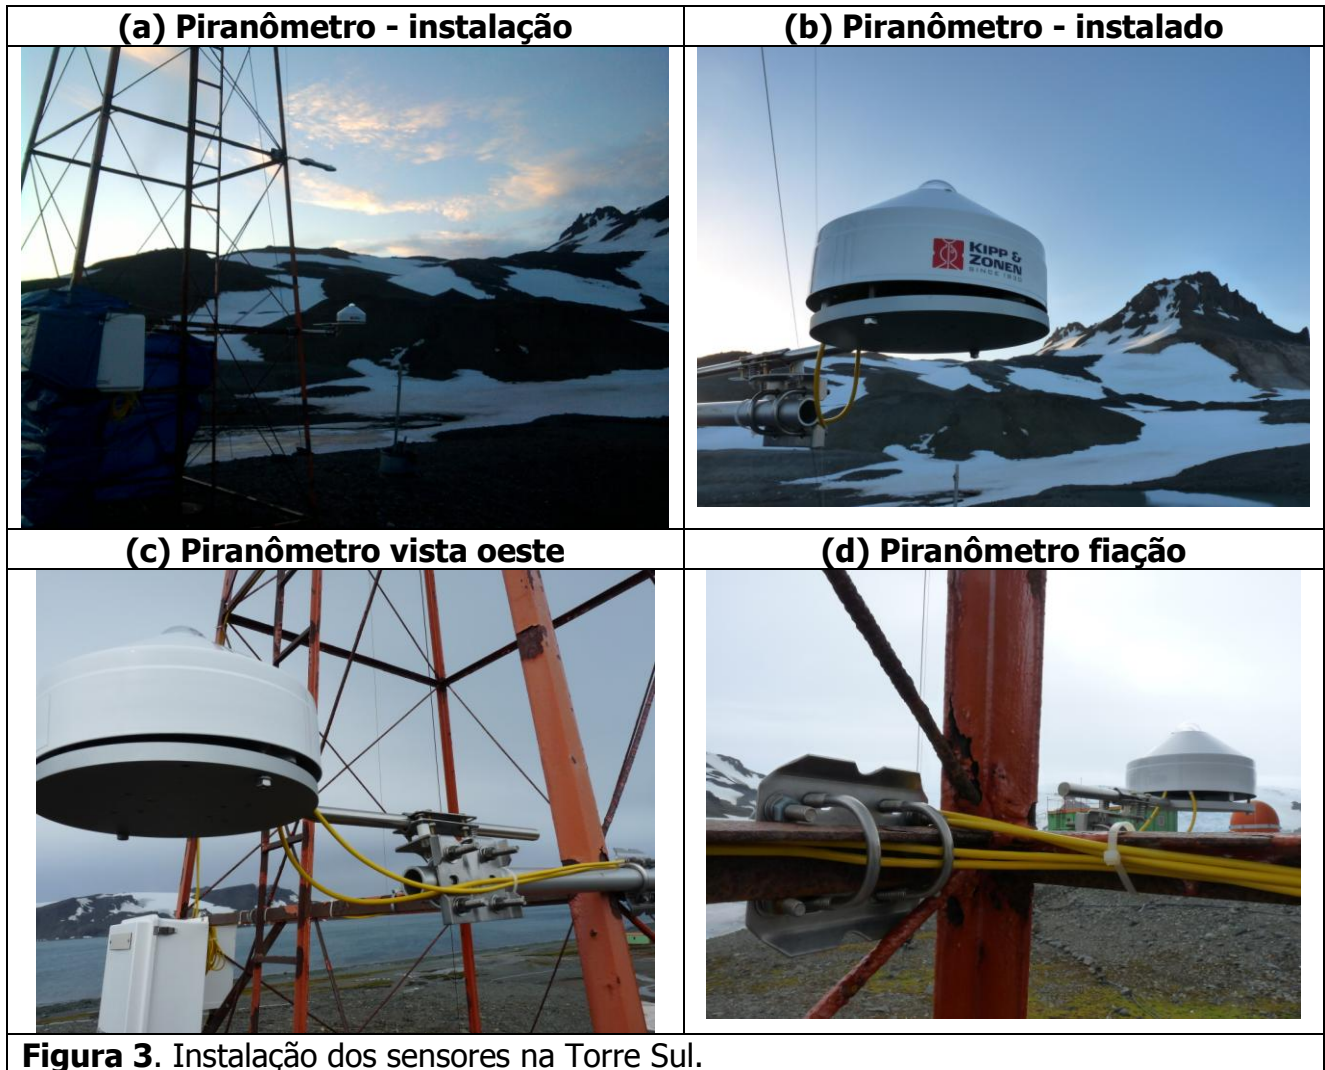 (a) Piranômetro - instalação
(b) Piranômetro - instalado
KIPP &
ZONEN
SINCE 1830
(c) Piranômetro vista oeste
(d) Piranômetro fiação
Figura 3. Instalação dos sensores na Torre Sul.